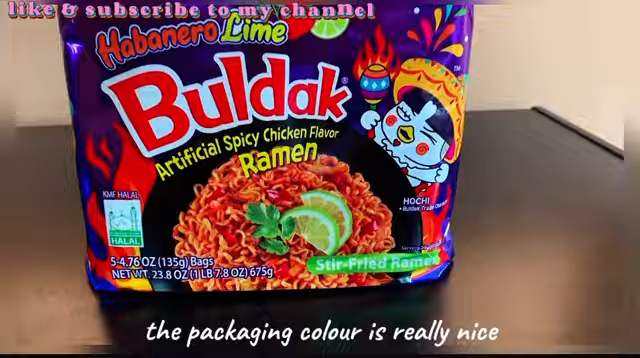 like & subscribe to my channel
Habanero Lime
Buldak
Artificial Spicy Chicken Flavor
Ramen
KMF HALAL
HALAL
HOCHI
5-4.76 OZ (135g) Bags
NET WT. 23.8 OZ (1 LB 7.8 OZ) 675g
Stir-Fried Ramen
the packaging colour is really nice